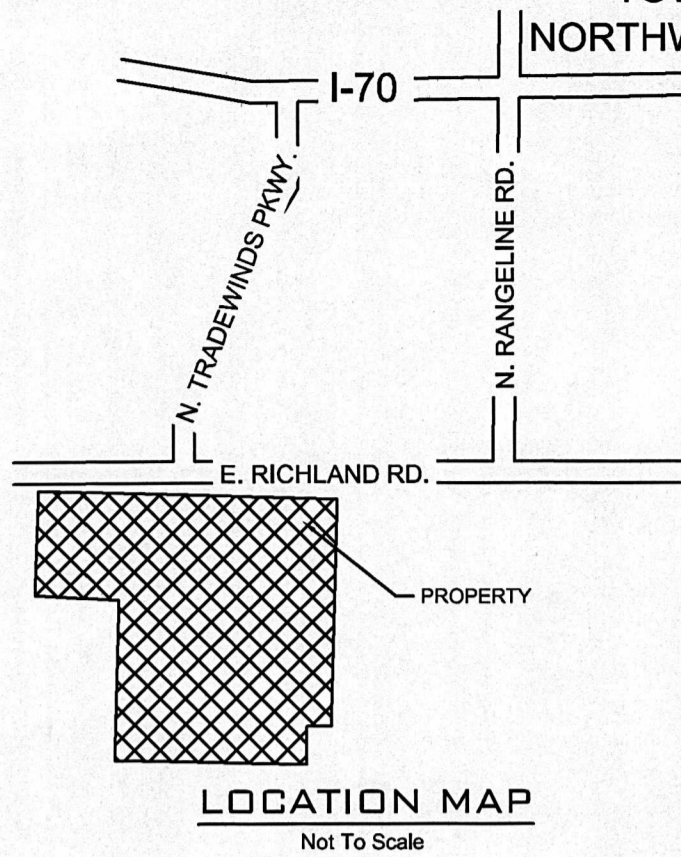 NORTHW
I-70
N. TRADEWINDS PKWY.
N. RANGELINE RD.
E. RICHLAND RD.
PROPERTY
LOCATION MAP
Not To Scale